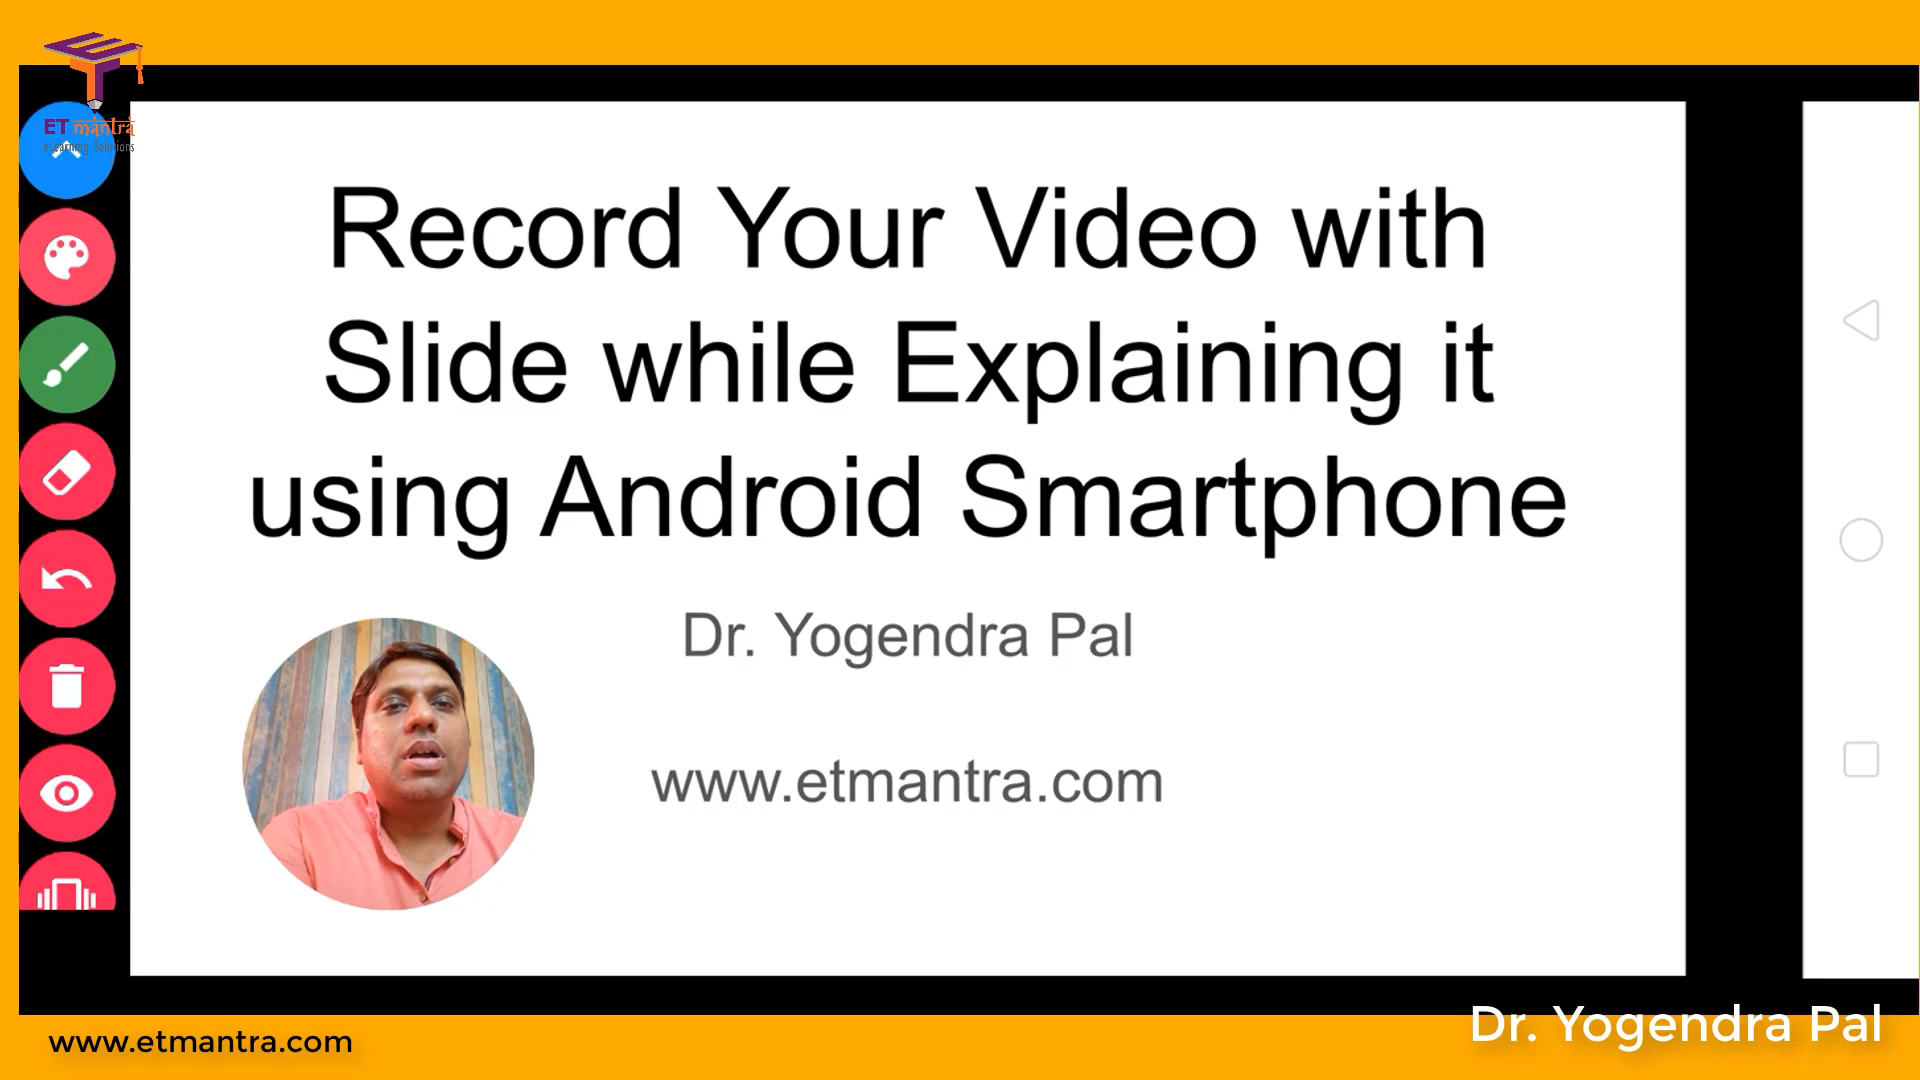 ET mantra
eLearning Solutions
Record Your Video with
Slide while Explaining it
using Android Smartphone
Dr. Yogendra Pal
www.etmantra.com
www.etmantra.com
Dr. Yogendra Pal